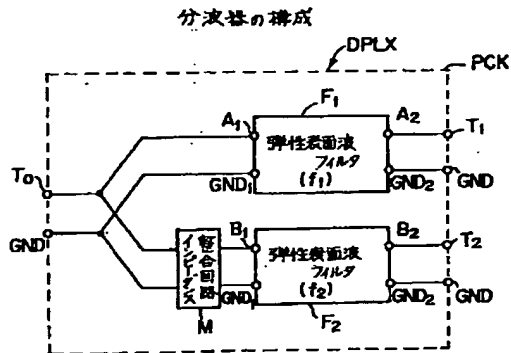 分波器の構成
DPLX
PCK
F1
A1
A2
T1
弾性表面波
フィルタ
(f1)
T0
GND1
GND2
GND
GND
B1
B2
T2
インピーダンス
整合回路
弾性表面波
フィルタ
(f2)
GND1
GND2
GND
M
F2